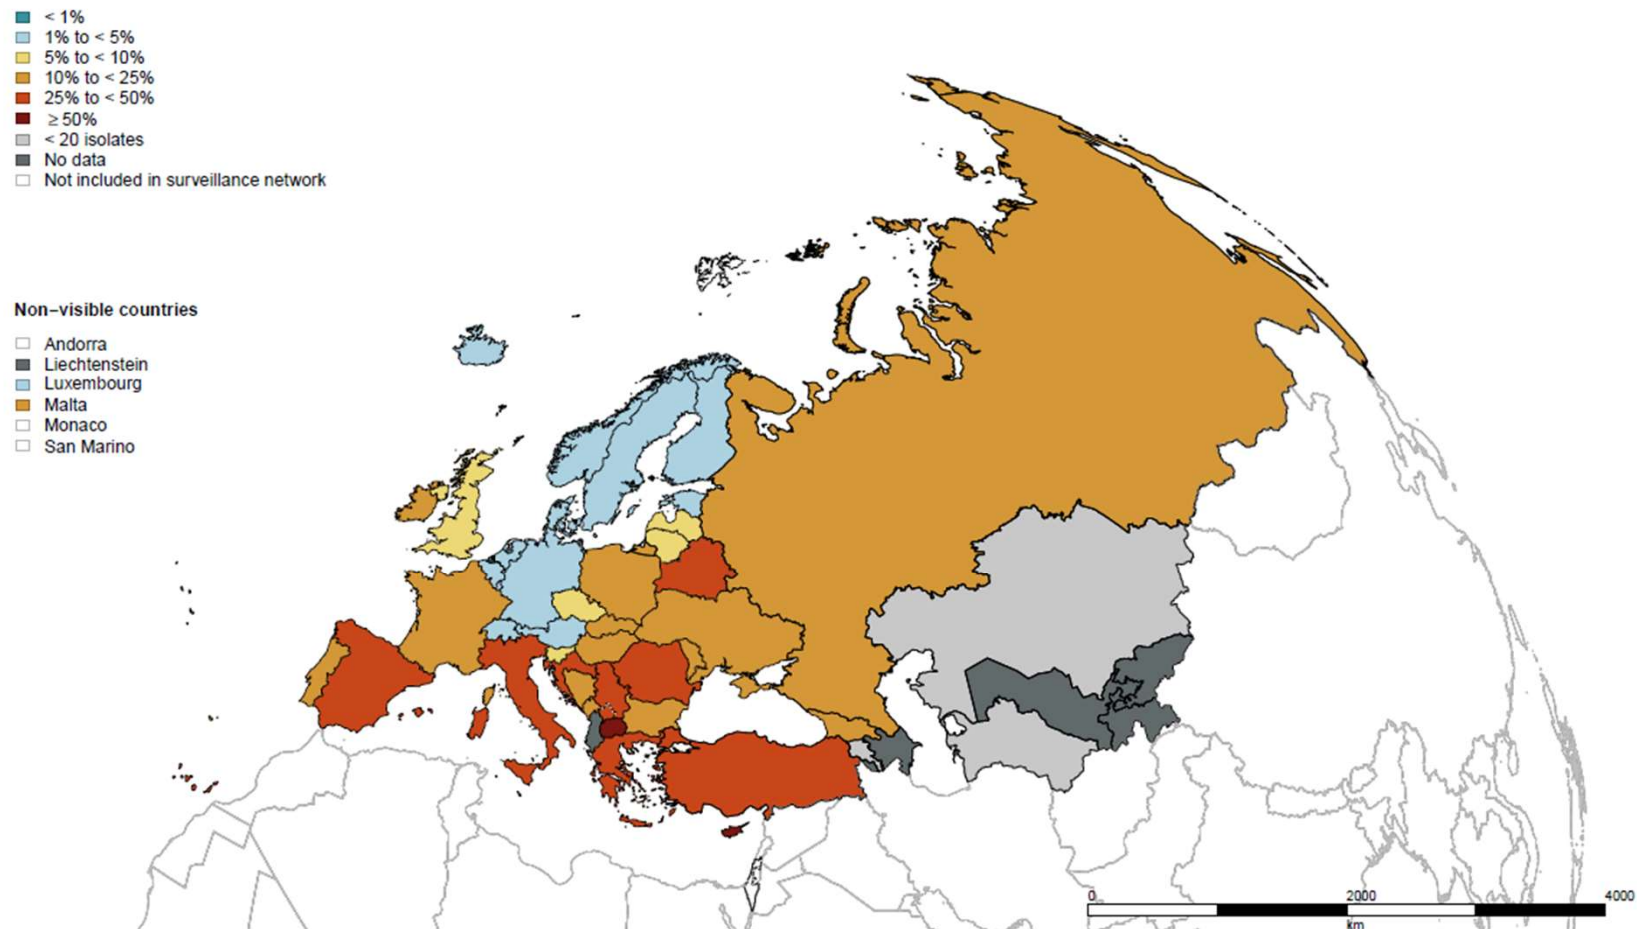 < 1%
1% to < 5%
5% to < 10%
10% to < 25%
25% to < 50%
≥ 50%
< 20 isolates
No data
Not included in surveillance network
Non−visible countries
Andorra
Liechtenstein
Luxembourg
Malta
Monaco
San Marino
0 2000 4000
km